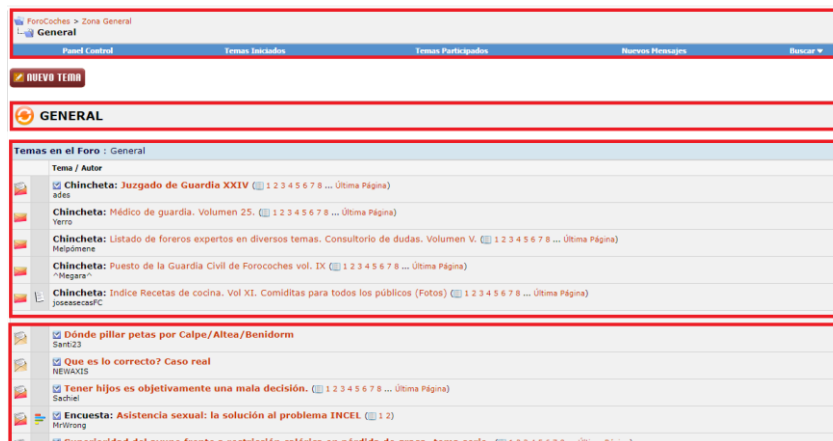 ForoCoches > Zona General
General
Panel Control Temas Iniciados Temas Participados Nuevos Mensajes Buscar
NUEVO TEMA
GENERAL
Temas en el Foro : General
Tema / Autor
Chincheta: Juzgado de Guardia XXIV ( 1 2 3 4 5 6 7 8 ... Última Página)
ades
Chincheta: Médico de guardia. Volumen 25. ( 1 2 3 4 5 6 7 8 ... Última Página)
Yerro
Chincheta: Listado de foreros expertos en diversos temas. Consultorio de dudas. Volumen V. ( 1 2 3 4 5 6 7 8 ... Última Página)
Melpómene
Chincheta: Puesto de la Guardia Civil de Forocoches vol. IX ( 1 2 3 4 5 6 7 8 ... Última Página)
^Megara^
Chincheta: Indice Recetas de cocina. Vol XI. Comiditas para todos los públicos (Fotos) ( 1 2 3 4 5 6 7 8 ... Última Página)
joseasecasFC
Dónde pillar petas por Calpe/Altea/Benidorm
Santi23
Que es lo correcto? Caso real
NEWAXIS
Tener hijos es objetivamente una mala decisión. ( 1 2 3 4 5 6 7 8 ... Última Página)
Sachiel
Encuesta: Asistencia sexual: la solución al problema INCEL ( 1 2)
MrWrong